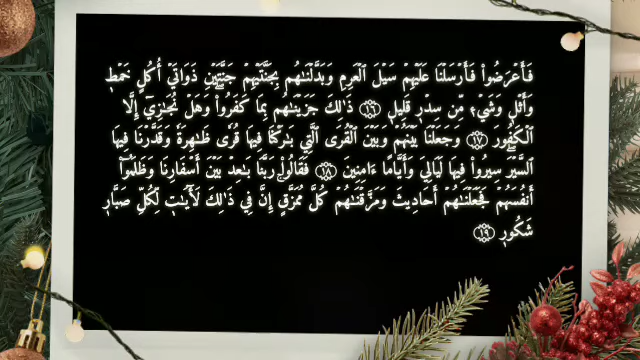 فَأَعْرَضُوا۟ فَأَرْسَلْنَا عَلَيْهِمْ سَيْلَ ٱلْعَرِمِ وَبَدَّلْنَٰهُم بِجَنَّتَيْهِمْ جَنَّتَيْنِ ذَوَاتَىْ أُكُلٍ خَمْطٍ
وَأَثْلٍ وَشَىْءٍ مِّن سِدْرٍ قَلِيلٍ ١٦ ذَٰلِكَ جَزَيْنَٰهُم بِمَا كَفَرُوا۟ وَهَلْ نُجَٰزِىٓ إِلَّا
ٱلْكَفُورَ ١٧ وَجَعَلْنَا بَيْنَهُمْ وَبَيْنَ ٱلْقُرَى ٱلَّتِى بَٰرَكْنَا فِيهَا قُرًى ظَٰهِرَةً وَقَدَّرْنَا فِيهَا
ٱلسَّيْرَ سِيرُوا۟ فِيهَا لَيَالِىَ وَأَيَّامًا ءَامِنِينَ ١٨ فَقَالُوا۟ رَبَّنَا بَٰعِدْ بَيْنَ أَسْفَارِنَا وَظَلَمُوٓا۟
أَنفُسَهُمْ فَجَعَلْنَٰهُمْ أَحَادِيثَ وَمَزَّقْنَٰهُمْ كُلَّ مُمَزَّقٍ إِنَّ فِى ذَٰلِكَ لَءَايَٰتٍ لِّكُلِّ صَبَّارٍ
شَكُورٍ ١٩